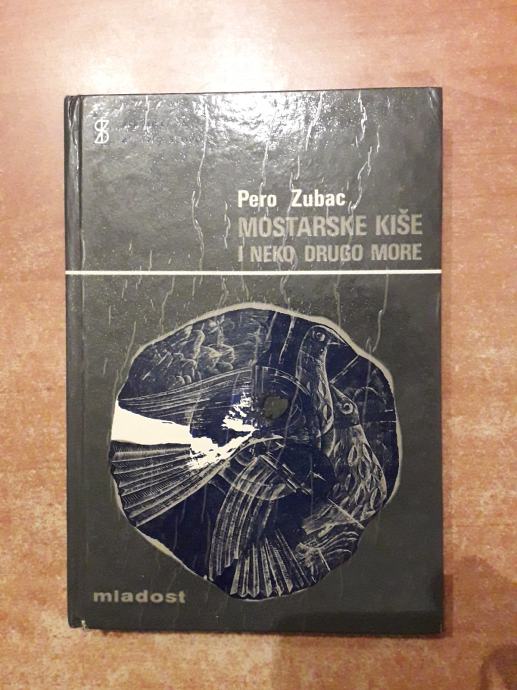 Pero Zubac
MOSTARSKE KIŠE
I NEKO DRUGO MORE
mladost